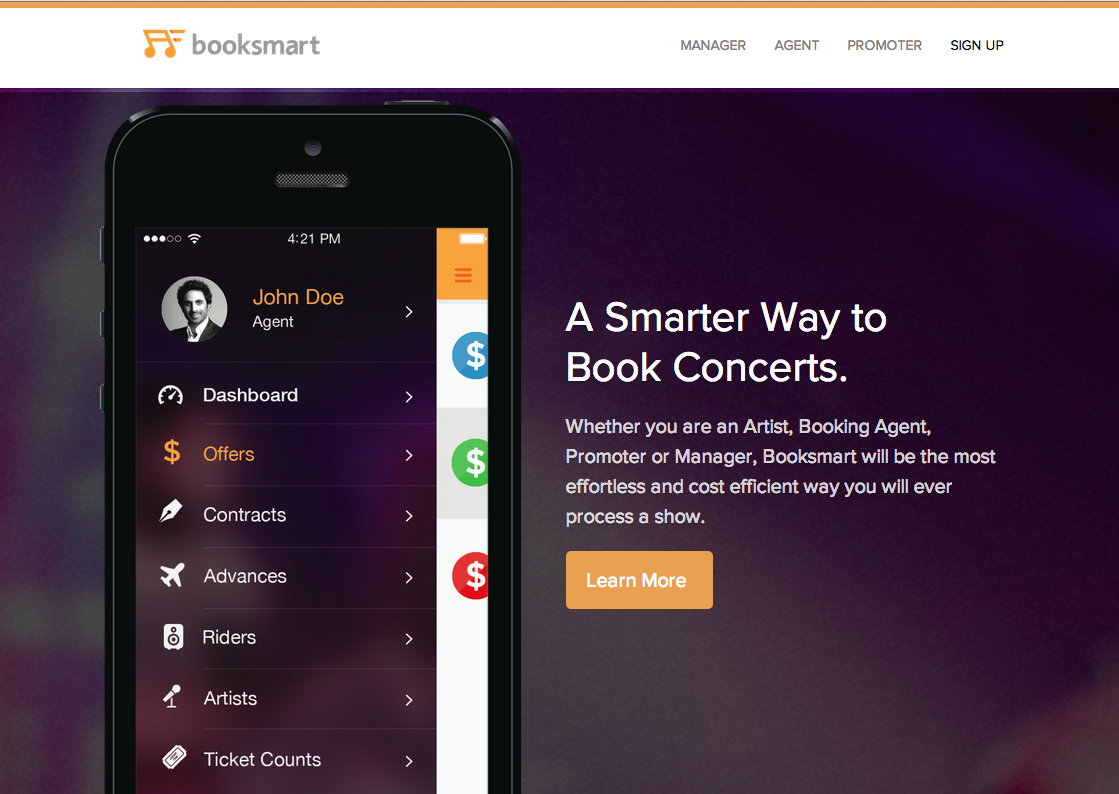 booksmart
MANAGER AGENT PROMOTER SIGN UP
4:21 PM
John Doe
Agent
Dashboard
$ Offers
Contracts
Advances
Riders
Artists
Ticket Counts
$
$
$
A Smarter Way to
Book Concerts.
Whether you are an Artist, Booking Agent,
Promoter or Manager, Booksmart will be the most
effortless and cost efficient way you will ever
process a show.
Learn More